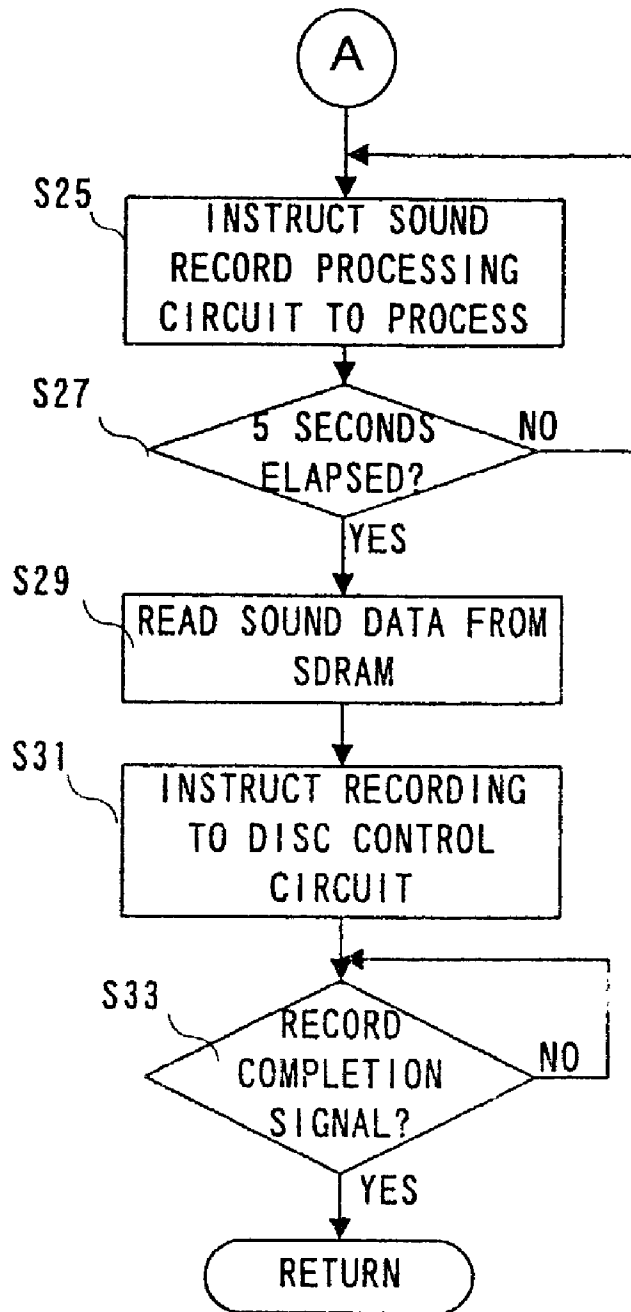 A
S25
INSTRUCT SOUND
RECORD PROCESSING
CIRCUIT TO PROCESS
S27
5 SECONDS
ELAPSED?
NO
YES
S29
READ SOUND DATA FROM
SDRAM
S31
INSTRUCT RECORDING
TO DISC CONTROL
CIRCUIT
S33
RECORD
COMPLETION
SIGNAL?
NO
YES
RETURN